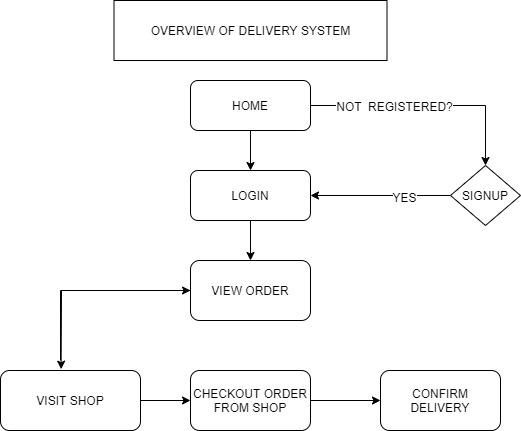 OVERVIEW OF DELIVERY SYSTEM
HOME
NOT REGISTERED?
LOGIN
YES
SIGNUP
VIEW ORDER
VISIT SHOP
CHECKOUT ORDER
FROM SHOP
CONFIRM
DELIVERY